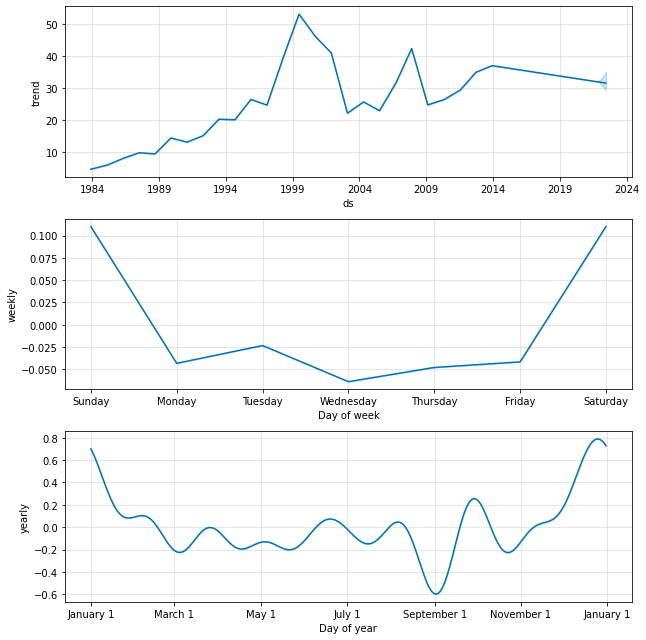 50
40
30
20
10
trend
1984 1989 1994 1999 2004 2009 2014 2019 2024
ds
0.100
0.075
0.050
0.025
0.000
−0.025
−0.050
weekly
Sunday Monday Tuesday Wednesday Thursday Friday Saturday
Day of week
0.8
0.6
0.4
0.2
0.0
−0.2
−0.4
−0.6
yearly
January 1 March 1 May 1 July 1 September 1 November 1 January 1
Day of year